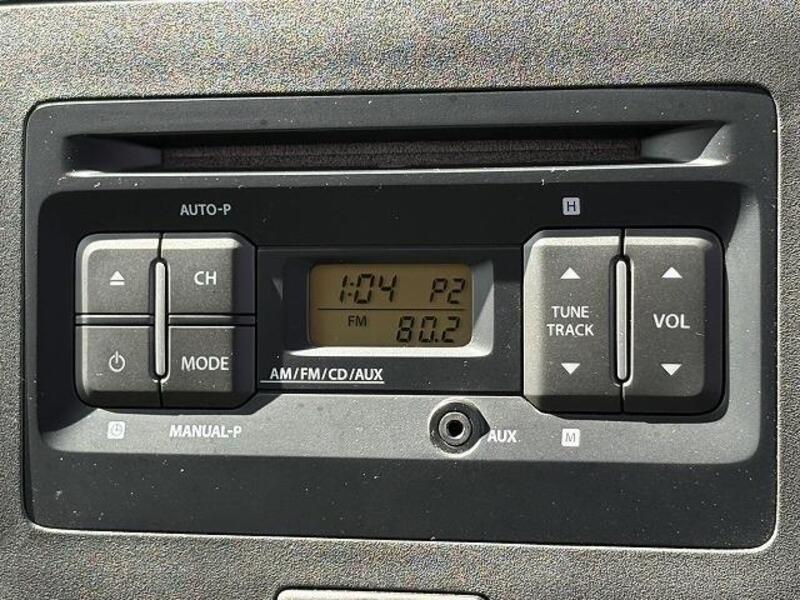 AUTO-P
H
CH
MODE
1:04 P2
FM 80.2
AM/FM/CD/AUX
TUNE
TRACK
VOL
MANUAL-P
AUX
M